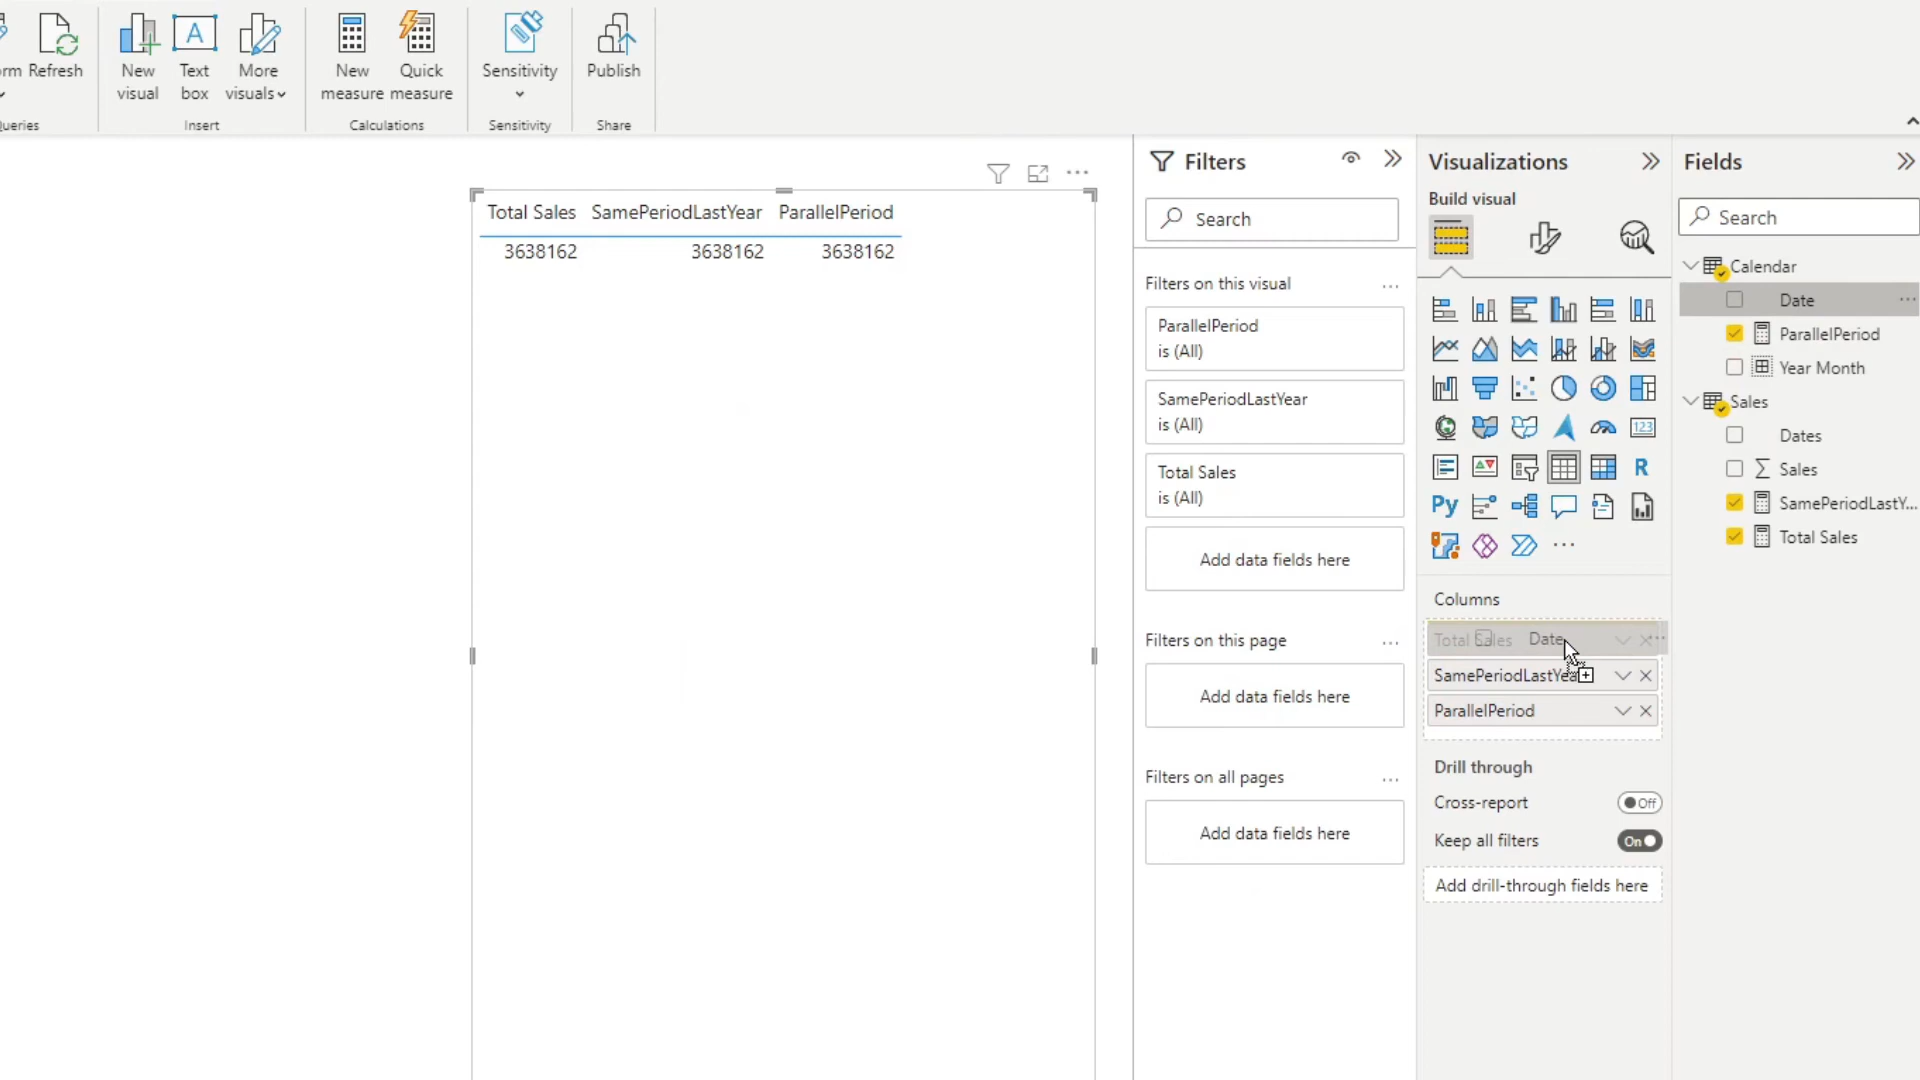 rm Refresh
New visual
Text box
More visuals
New measure
Quick measure
Sensitivity
Publish
Queries
Insert
Calculations
Sensitivity
Share
Total Sales SamePeriodLastYear ParallelPeriod
3638162 3638162 3638162
Filters
Search
Filters on this visual
ParallelPeriod
is (All)
SamePeriodLastYear
is (All)
Total Sales
is (All)
Add data fields here
Filters on this page
Add data fields here
Filters on all pages
Add data fields here
Visualizations
Build visual
123
R
Py
Columns
Total Sales
Date
SamePeriodLastYea
ParallelPeriod
Drill through
Cross-report Off
Keep all filters On
Add drill-through fields here
Fields
Search
Calendar
Date
ParallelPeriod
Year Month
Sales
Dates
Sales
SamePeriodLastY...
Total Sales